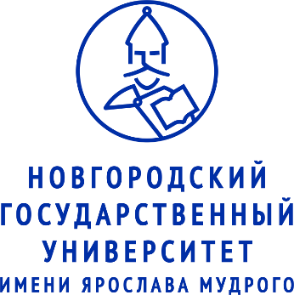 НОВГОРОДСКИЙ
ГОСУДАРСТВЕННЫЙ
УНИВЕРСИТЕТ
ИМЕНИ ЯРОСЛАВА МУДРОГО